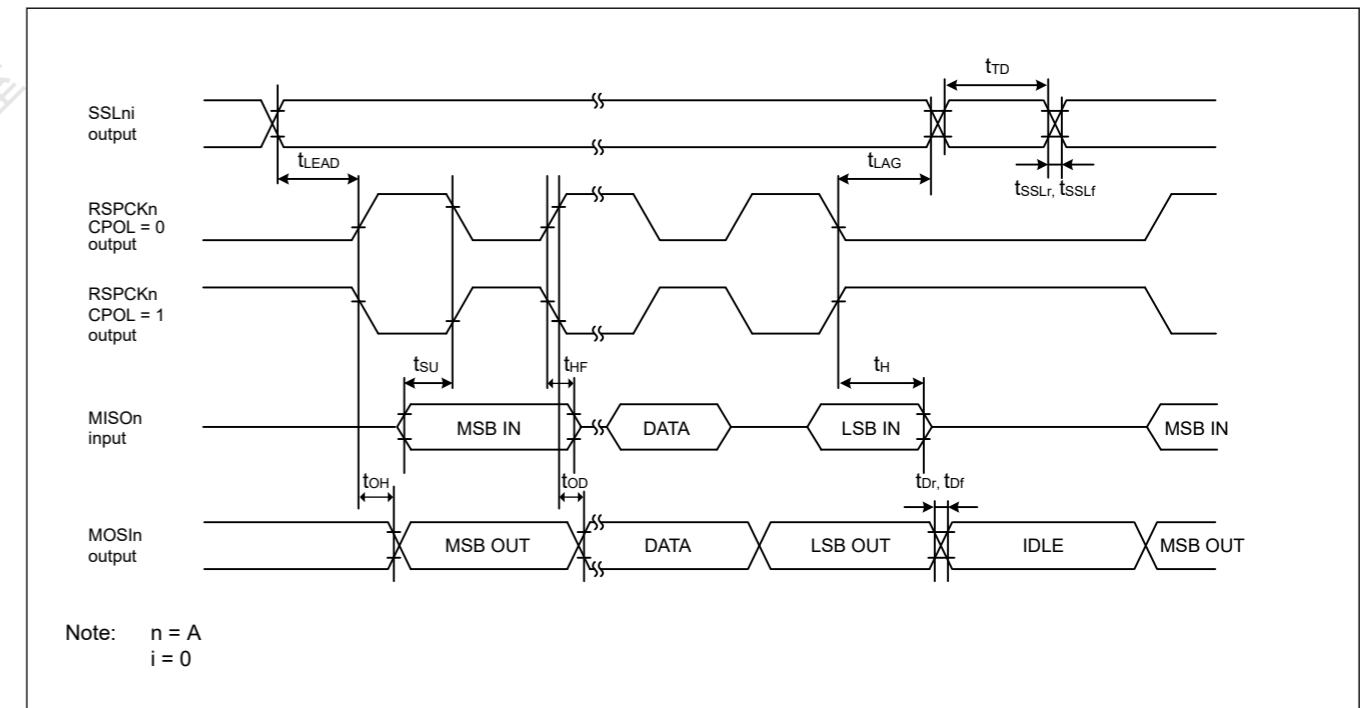 tTD
SSLni
output
tLEAD
tLAG
tSSLr, tSSLf
RSPCKn
CPOL = 0
output
RSPCKn
CPOL = 1
output
tSU
tHF
tH
MISOn
input
MSB IN
DATA
LSB IN
MSB IN
tOH
tOD
tDr, tDf
MOSIn
output
MSB OUT
DATA
LSB OUT
IDLE
MSB OUT
Note: n = A
i = 0